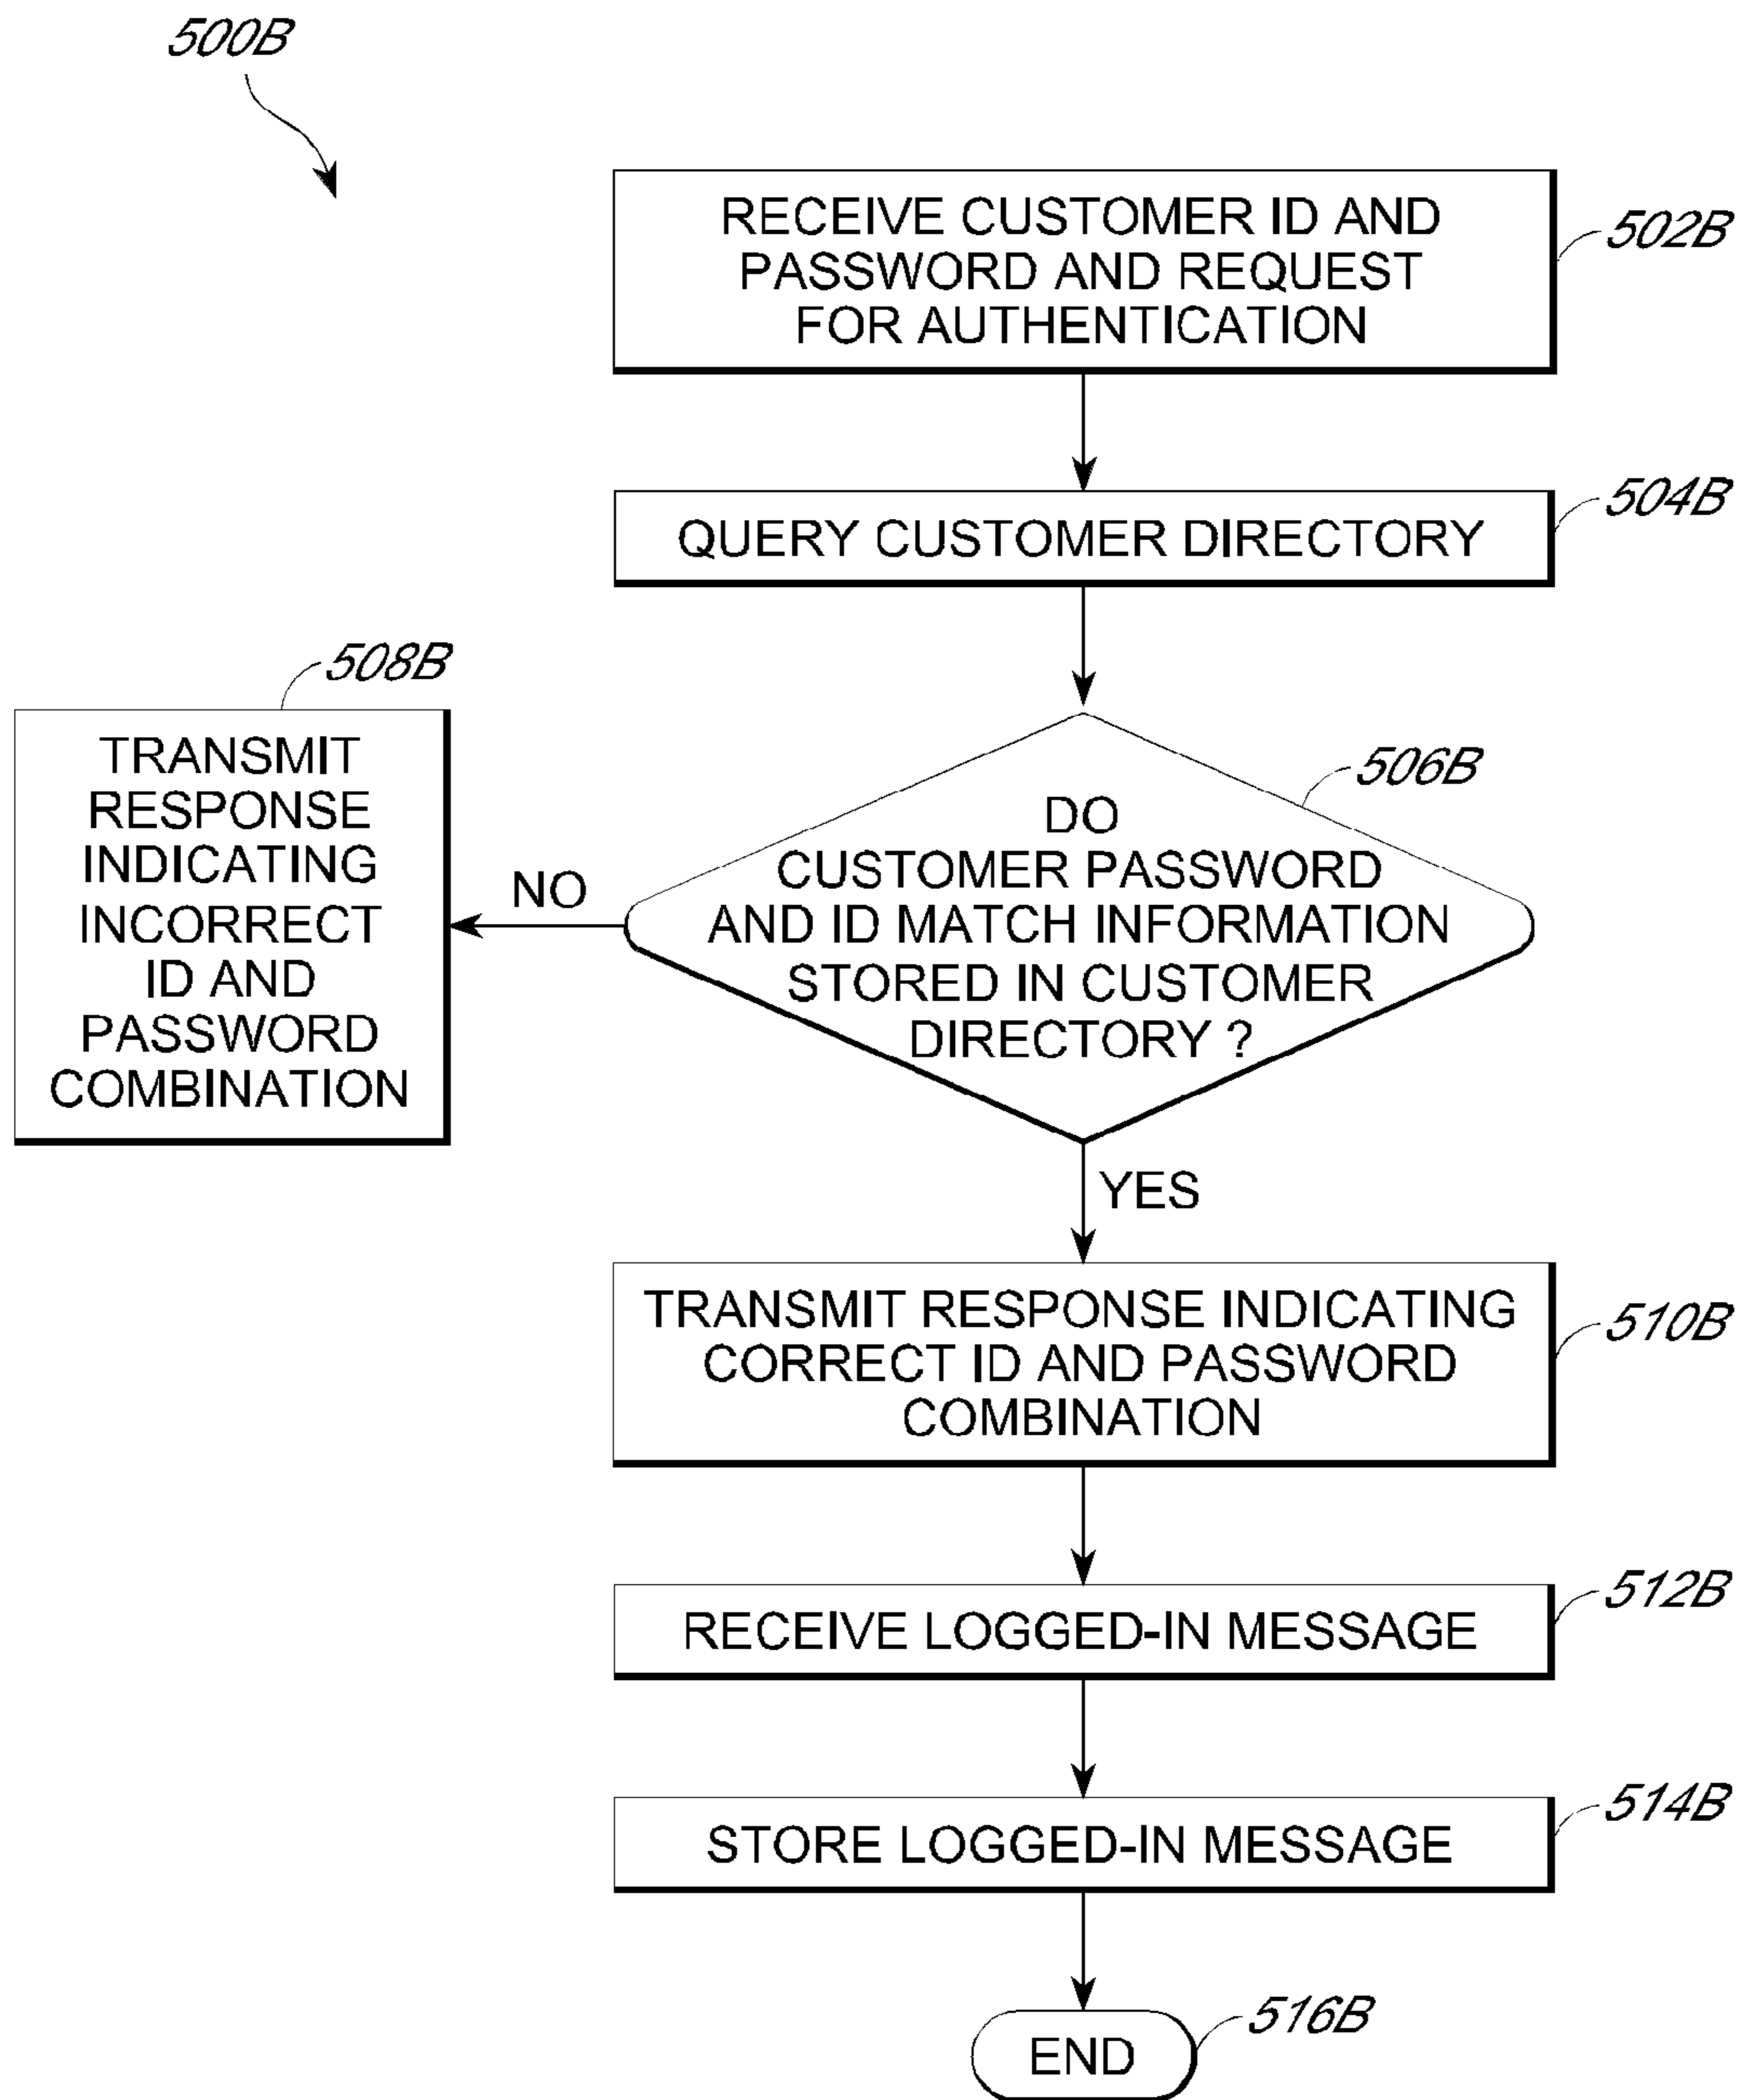 500B
RECEIVE CUSTOMER ID AND
PASSWORD AND REQUEST
FOR AUTHENTICATION
502B
QUERY CUSTOMER DIRECTORY
504B
508B
TRANSMIT
RESPONSE
INDICATING
INCORRECT
ID AND
PASSWORD
COMBINATION
NO
506B
DO
CUSTOMER PASSWORD
AND ID MATCH INFORMATION
STORED IN CUSTOMER
DIRECTORY ?
YES
TRANSMIT RESPONSE INDICATING
CORRECT ID AND PASSWORD
COMBINATION
510B
RECEIVE LOGGED-IN MESSAGE
512B
STORE LOGGED-IN MESSAGE
514B
END
516B